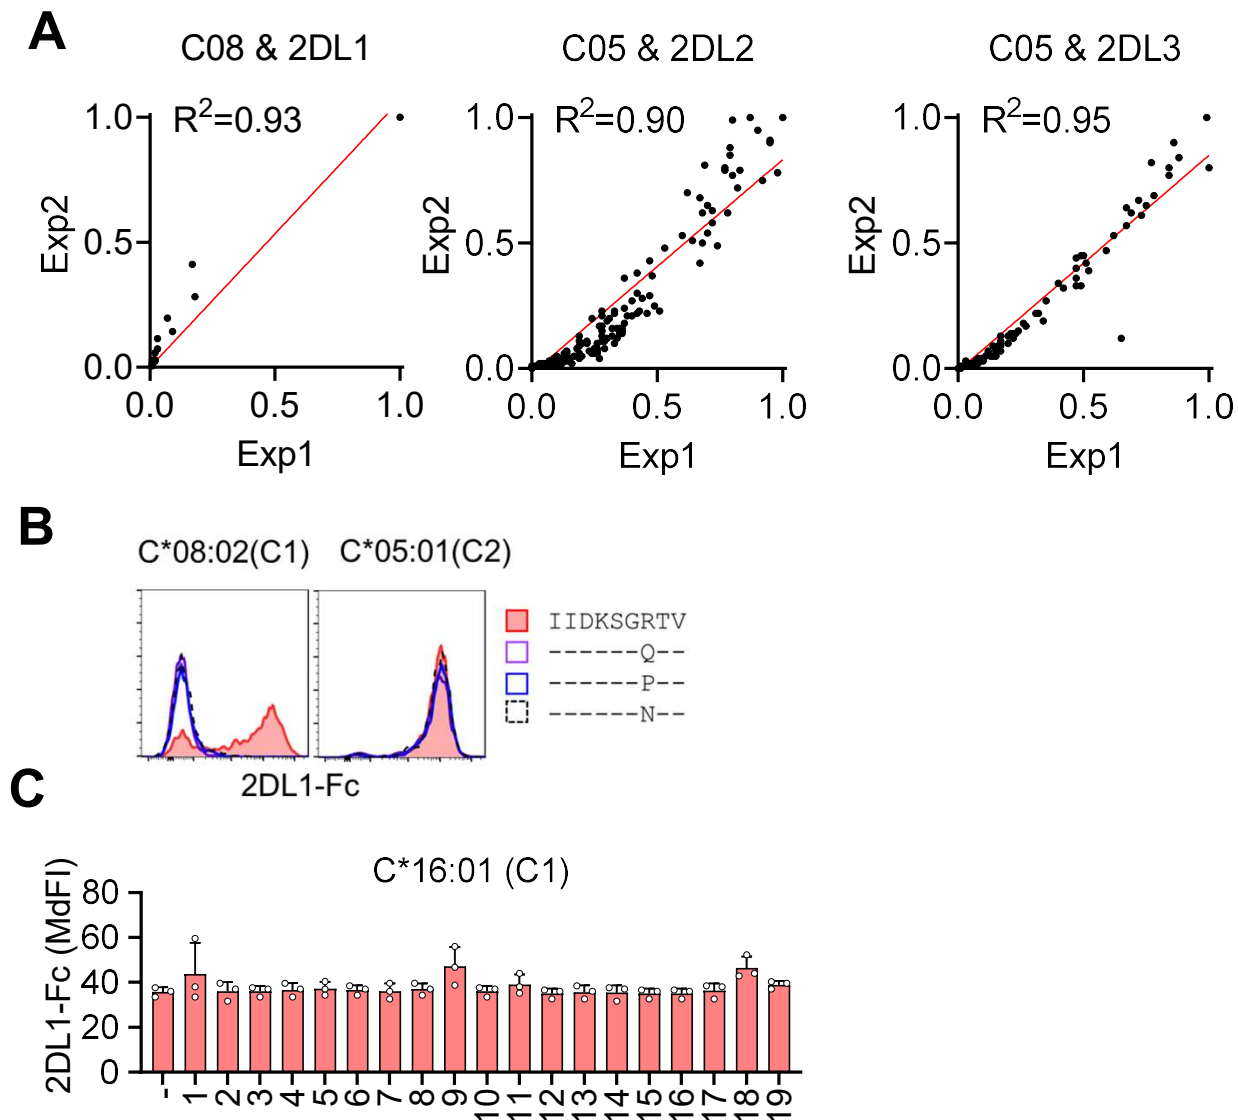 A
C08 & 2DL1
C05 & 2DL2
C05 & 2DL3
R2=0.93
R2=0.90
R2=0.95
1.0
0.5
0.0
Exp2
0.0 0.5 1.0
Exp1
1.0
0.5
0.0
Exp2
0.0 0.5 1.0
Exp1
1.0
0.5
0.0
Exp2
0.0 0.5 1.0
Exp1
B
C*08:02(C1)
C*05:01(C2)
IIDKSGRTV
------Q--
------P--
------N--
2DL1-Fc
C
C*16:01 (C1)
2DL1-Fc (MdFI)
80
60
40
20
0
- 1 2 3 4 5 6 7 8 9 10 11 12 13 14 15 16 17 18 19